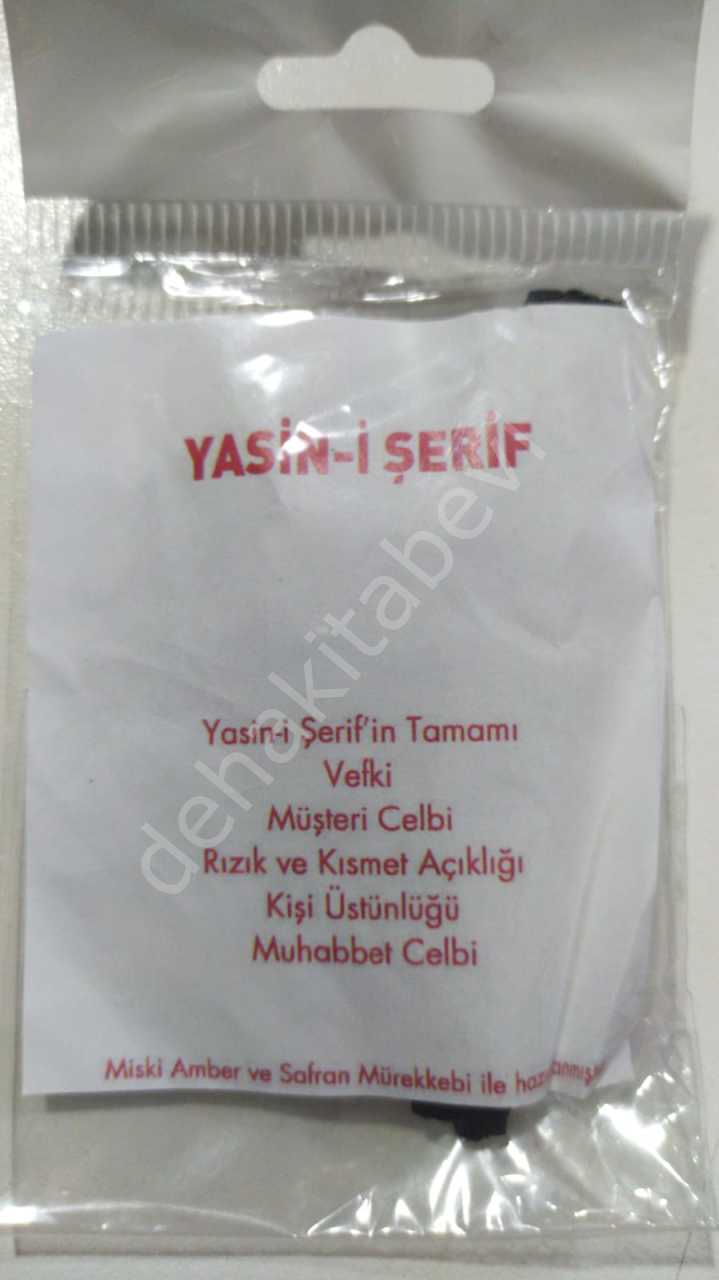 YASİN-İ ŞERİF
Yasin-i Şerif'in Tamamı
Vefki
Müşteri Celbi
Rızık ve Kısmet Açıklığı
Kişi Üstünlüğü
Muhabbet Celbi
Miski Amber ve Safran Mürekkebi ile
dehakitabevi